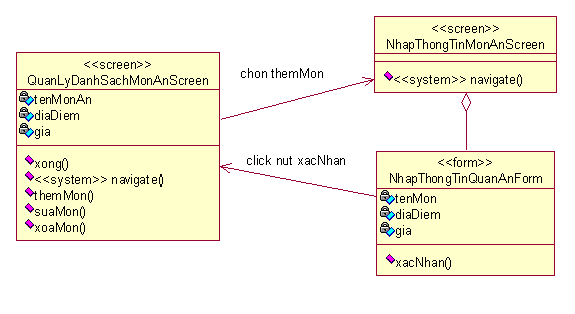 <<screen>>
QuanLyDanhSachMonAnScreen
tenMonAn
diaDiem
gia
xong()
<<system>> navigate()
themMon()
suaMon()
xoaMon()
chon themMon
click nut xacNhan
<<screen>>
NhapThongTinMonAnScreen
<<system>> navigate()
<<form>>
NhapThongTinQuanAnForm
tenMon
diaDiem
gia
xacNhan()